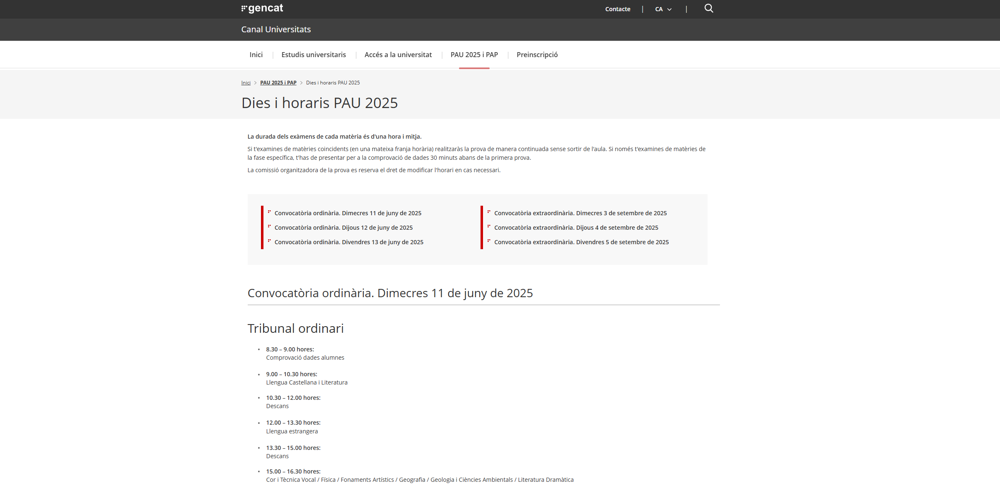 gencat
Contacte
CA
Canal Universitats
Inici
Estudis universitaris
Accés a la universitat
PAU 2025 i PAP
Preinscripció
Inici > PAU 2025 i PAP > Dies i horaris PAU 2025
Dies i horaris PAU 2025
La durada dels exàmens de cada matèria és d'una hora i mitja.
Si t'examines de matèries coincidents (en una mateixa franja horària) realitzaràs la prova de manera continuada sense sortir de l'aula. Si només t'examines de matèries de
la fase específica, t'has de presentar per a la comprovació de dades 30 minuts abans de la primera prova.
La comissió organitzadora de la prova es reserva el dret de modificar l'horari en cas necessari.
Convocatòria ordinària. Dimecres 11 de juny de 2025
Convocatòria ordinària. Dijous 12 de juny de 2025
Convocatòria ordinària. Divendres 13 de juny de 2025
Convocatòria extraordinària. Dimecres 3 de setembre de 2025
Convocatòria extraordinària. Dijous 4 de setembre de 2025
Convocatòria extraordinària. Divendres 5 de setembre de 2025
Convocatòria ordinària. Dimecres 11 de juny de 2025
Tribunal ordinari
• 8.30 – 9.00 hores:
Comprovació dades alumnes
• 9.00 – 10.30 hores:
Llengua Castellana i Literatura
• 10.30 – 12.00 hores:
Descans
• 12.00 – 13.30 hores:
Llengua estrangera
• 13.30 – 15.00 hores:
Descans
• 15.00 – 16.30 hores:
Cor i Tècnica Vocal / Física / Fonaments Artístics / Geografia / Geologia i Ciències Ambientals / Literatura Dramàtica